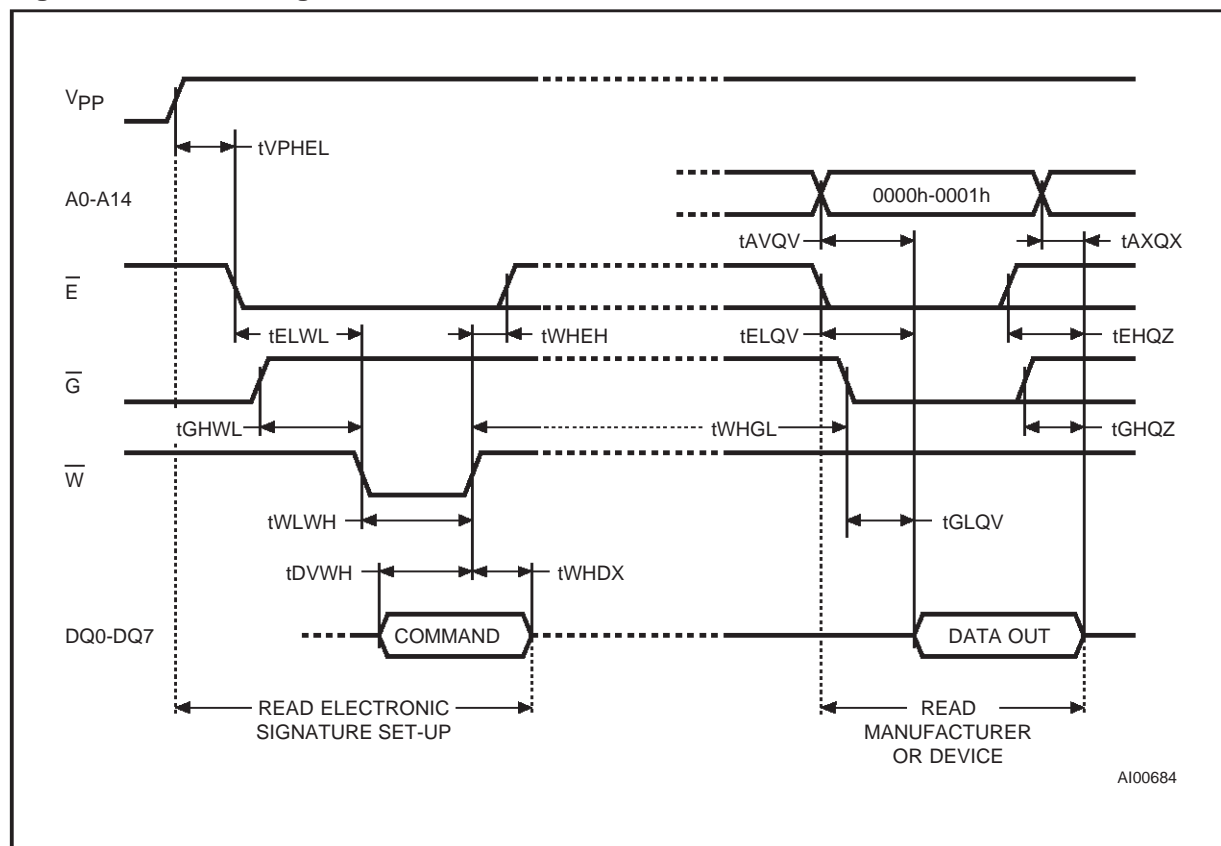 VPP
tVPHEL
A0-A14
0000h-0001h
tAVQV
tAXQX
E
tELWL
tWHEH
tELQV
tEHQZ
G
tGHWL
tWHGL
tGHQZ
W
tWLWH
tGLQV
tDVWH
tWHDX
DQ0-DQ7
COMMAND
DATA OUT
READ ELECTRONIC
SIGNATURE SET-UP
READ
MANUFACTURER
OR DEVICE
AI00684